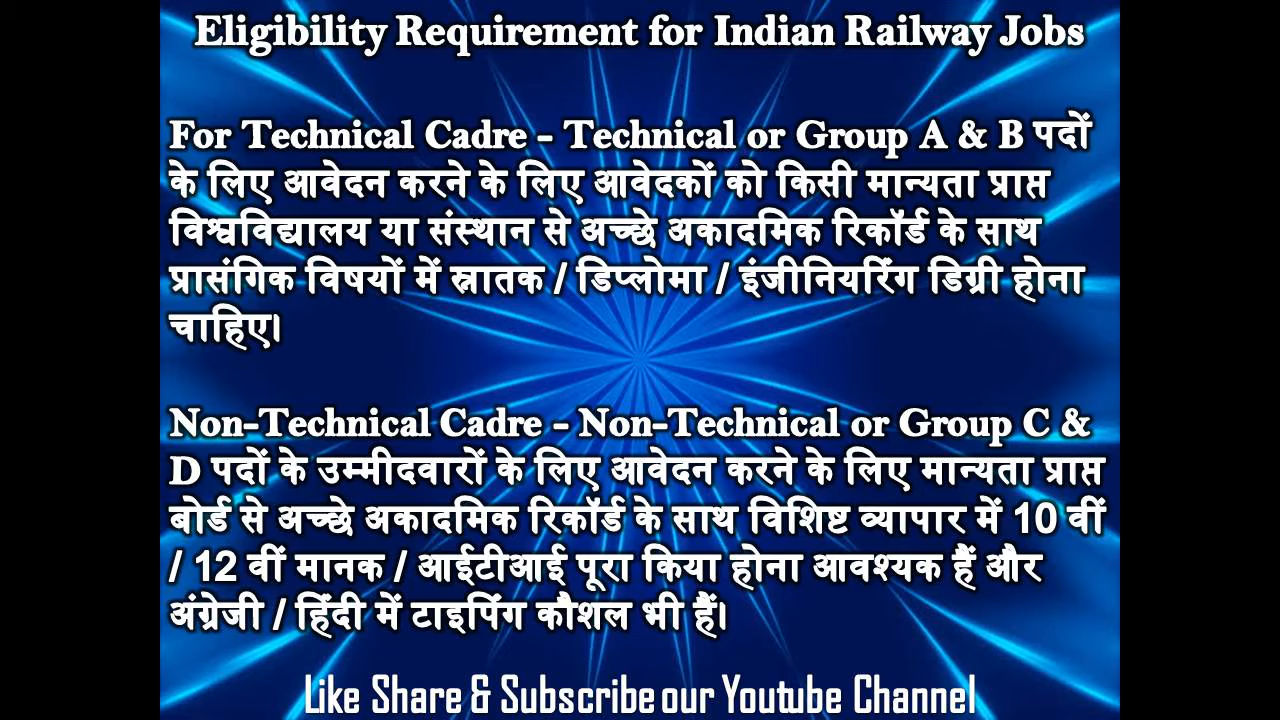 Eligibility Requirement for Indian Railway Jobs
For Technical Cadre - Technical or Group A & B पदों
के लिए आवेदन करने के लिए आवेदकों को किसी मान्यता प्राप्त
विश्वविद्यालय या संस्थान से अच्छे अकादमिक रिकॉर्ड के साथ
प्रासंगिक विषयों में स्नातक / डिप्लोमा / इंजीनियरिंग डिग्री होना
चाहिए।
Non-Technical Cadre - Non-Technical or Group C &
D पदों के उम्मीदवारों के लिए आवेदन करने के लिए मान्यता प्राप्त
बोर्ड से अच्छे अकादमिक रिकॉर्ड के साथ विशिष्ट व्यापार में 10 वीं
/ 12 वीं मानक / आईटीआई पूरा किया होना आवश्यक हैं और
अंग्रेजी / हिंदी में टाइपिंग कौशल भी हैं।
Like Share & Subscribe our Youtube Channel